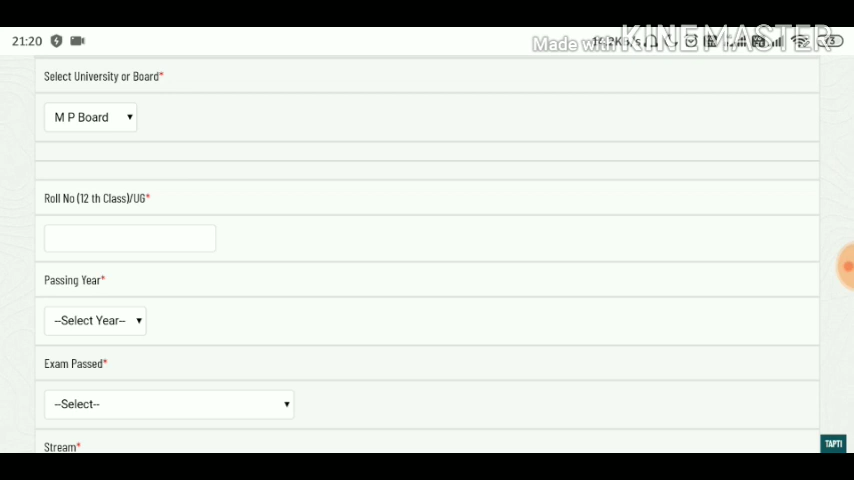 21:20
Made with KINEMASTER
Select University or Board*
M P Board
Roll No (12 th Class)/UG*
Passing Year*
--Select Year--
Exam Passed*
--Select--
Stream*
TAPTI